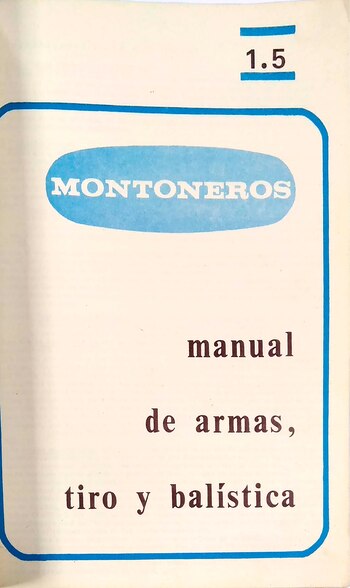 1.5
MONTONEROS
manual
de armas,
tiro y balística